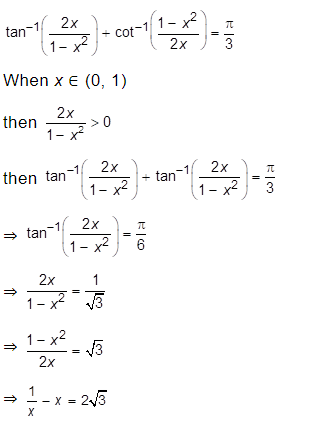 tan⁻¹(2x/(1 − x²)) + cot⁻¹((1 − x²)/2x) = π/3
When x ∈ (0, 1)
then 2x/(1 − x²) > 0
then tan⁻¹(2x/(1 − x²)) + tan⁻¹(2x/(1 − x²)) = π/3
⇒ tan⁻¹(2x/(1 − x²)) = π/6
⇒ 2x/(1 − x²) = 1/√3
⇒ (1 − x²)/2x = √3
⇒ 1/x − x = 2√3